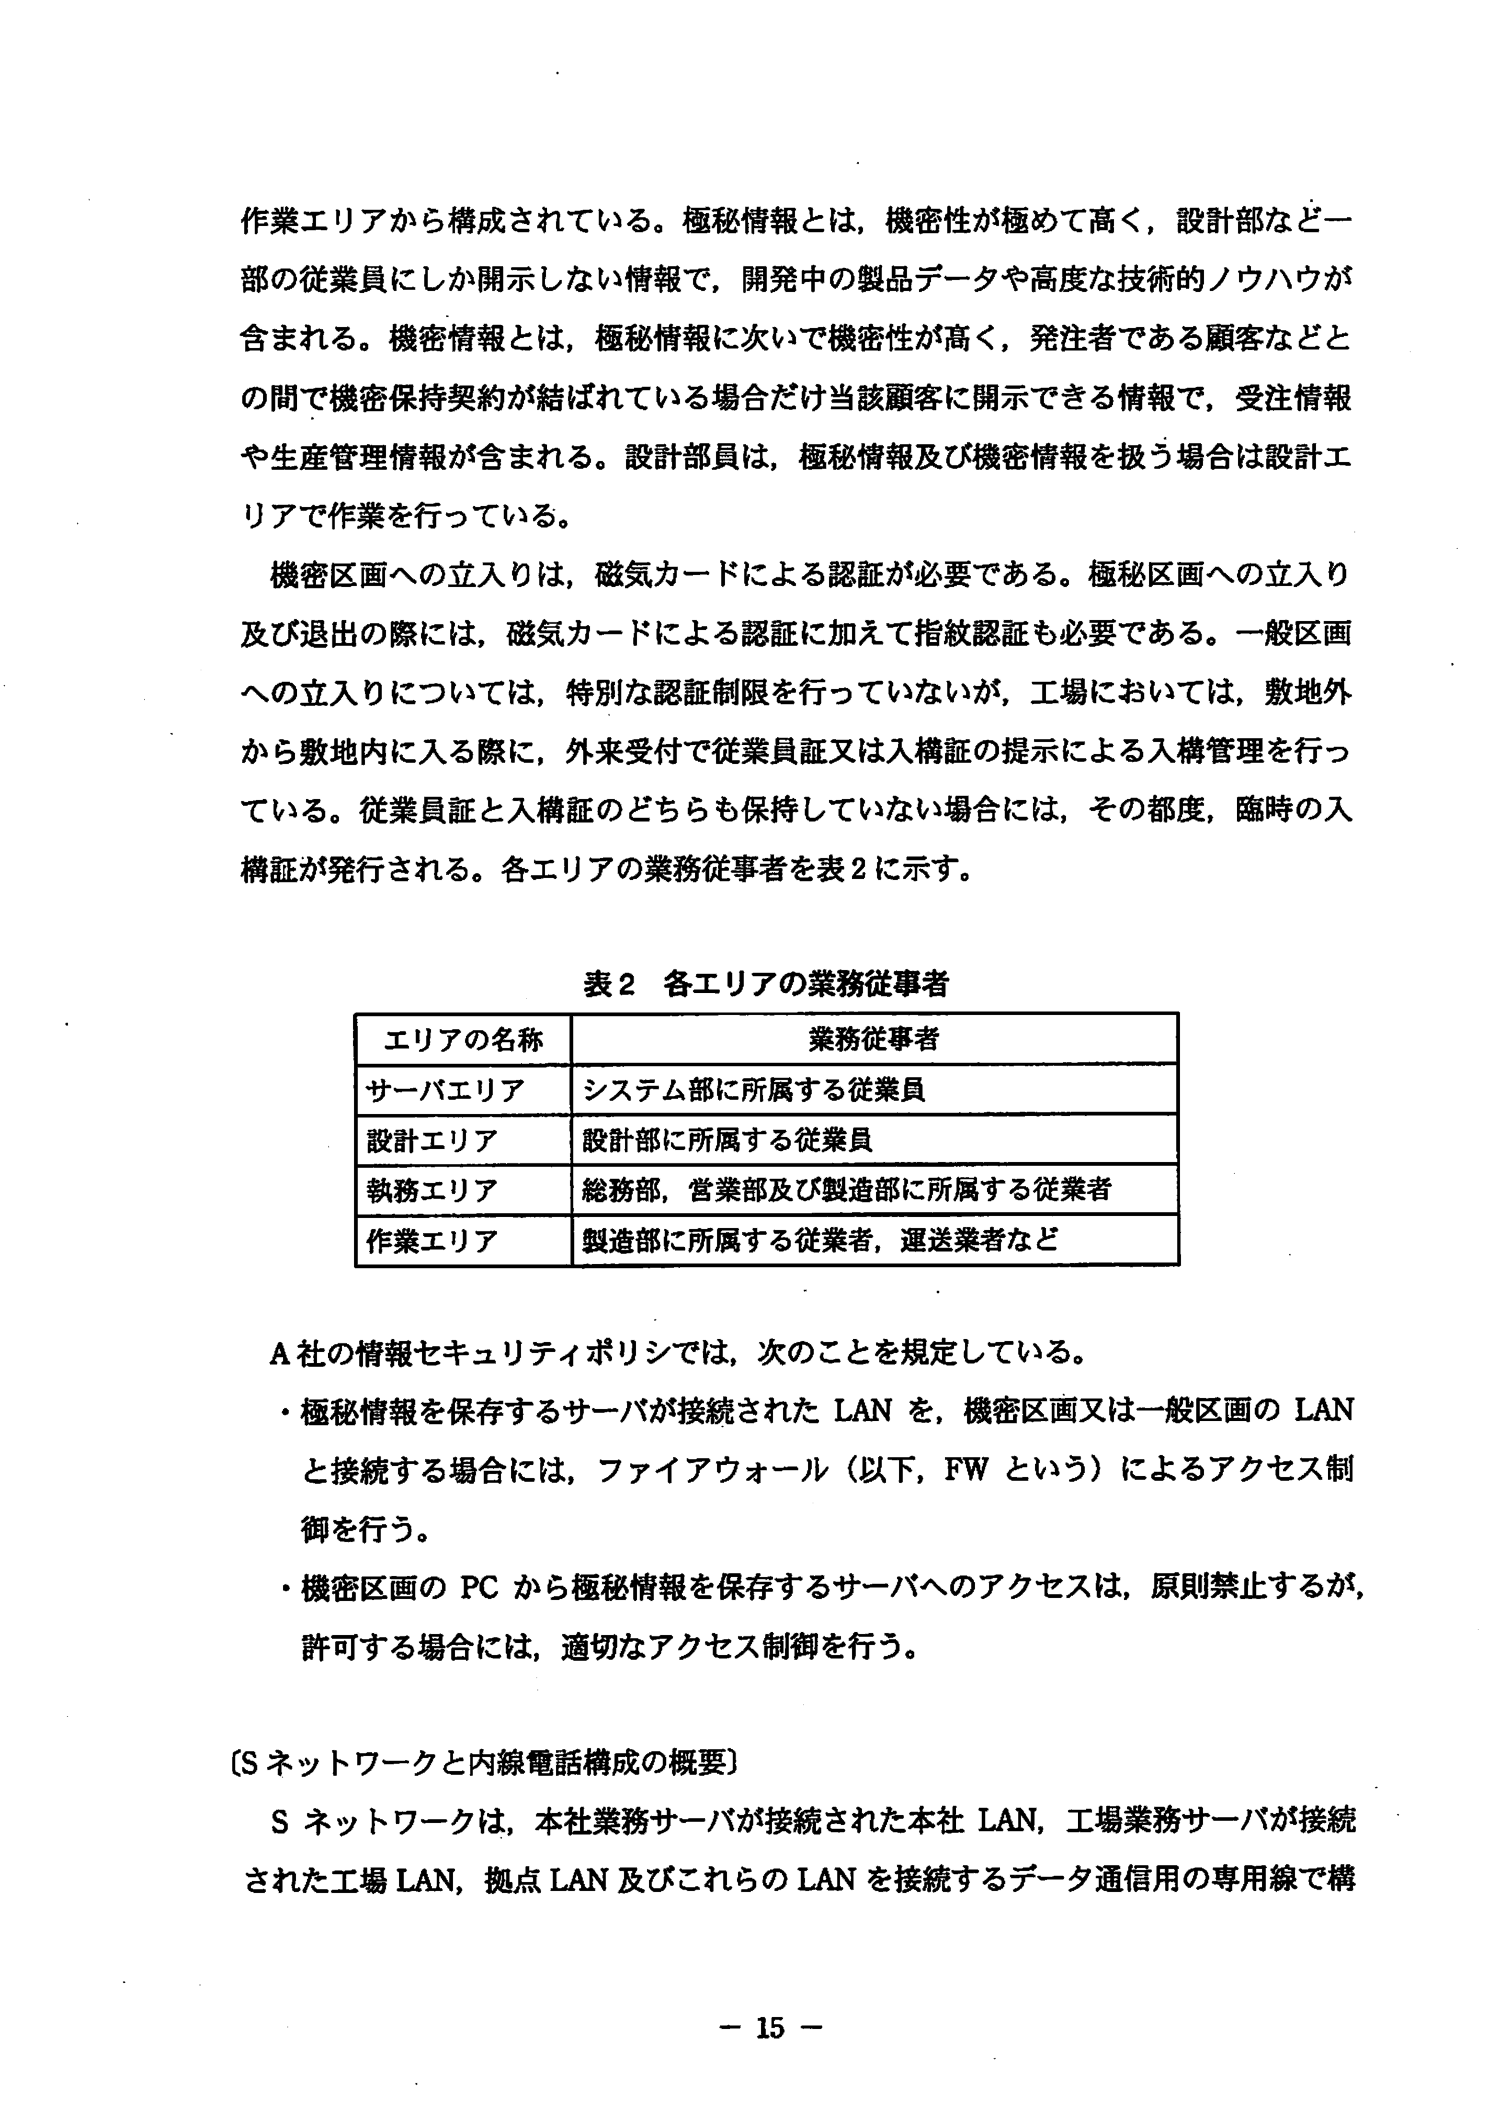 作業エリアから構成されている。極秘情報とは，機密性が極めて高く，設計部など一
部の従業員にしか開示しない情報で，開発中の製品データや高度な技術的ノウハウが
含まれる。機密情報とは，極秘情報に次いで機密性が高く，発注者である顧客などと
の間で機密保持契約が結ばれている場合だけ当該顧客に開示できる情報で，受注情報
や生産管理情報が含まれる。設計部員は，極秘情報及び機密情報を扱う場合は設計エ
リアで作業を行っている。
機密区画への立入りは，磁気カードによる認証が必要である。極秘区画への立入り
及び退出の際には，磁気カードによる認証に加えて指紋認証も必要である。一般区画
への立入りについては，特別な認証制限を行っていないが，工場においては，敷地外
から敷地内に入る際に，外来受付で従業員証又は入構証の提示による入構管理を行っ
ている。従業員証と入構証のどちらも保持していない場合には，その都度，臨時の入
構証が発行される。各エリアの業務従事者を表2に示す。
表2　各エリアの業務従事者
エリアの名称　業務従事者
サーバエリア　システム部に所属する従業員
設計エリア　設計部に所属する従業員
執務エリア　総務部，営業部及び製造部に所属する従業者
作業エリア　製造部に所属する従業者，運送業者など
A社の情報セキュリティポリシでは，次のことを規定している。
・極秘情報を保存するサーバが接続された LAN を，機密区画又は一般区画の LAN
と接続する場合には，ファイアウォール（以下，FW という）によるアクセス制
御を行う。
・機密区画の PC から極秘情報を保存するサーバへのアクセスは，原則禁止するが，
許可する場合には，適切なアクセス制御を行う。
〔S ネットワークと内線電話構成の概要〕
S ネットワークは，本社業務サーバが接続された本社 LAN，工場業務サーバが接続
された工場 LAN，拠点 LAN 及びこれらの LAN を接続するデータ通信用の専用線で構
－ 15 －